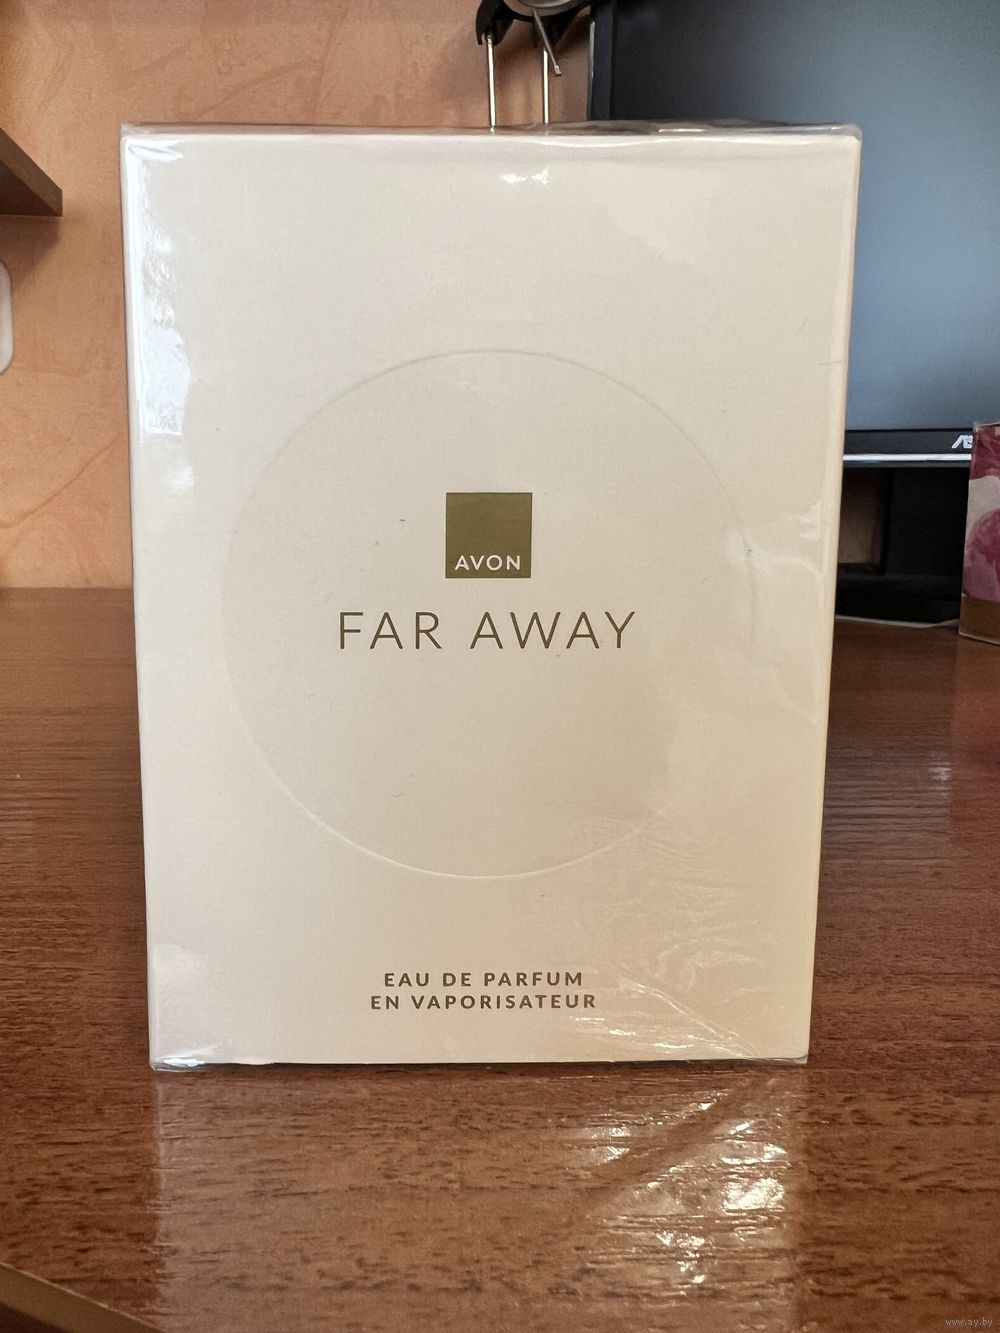 AVON
FAR AWAY
EAU DE PARFUM
EN VAPORISATEUR
www.ay.by